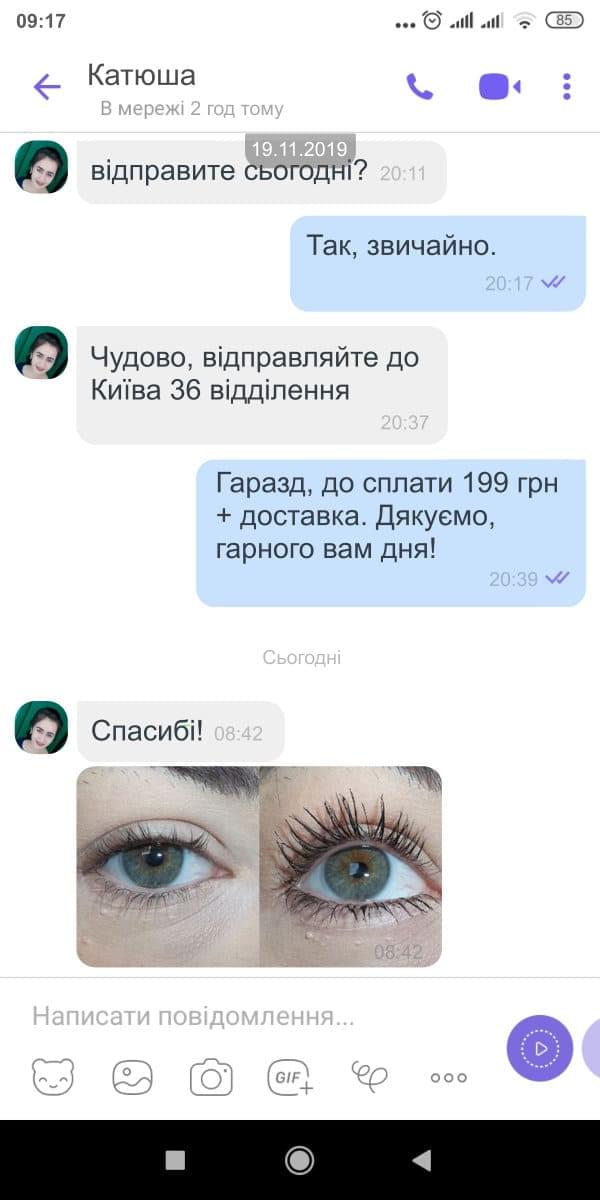 09:17
85
Катюша
В мережі 2 год тому
19.11.2019
відправите сьогодні? 20:11
Так, звичайно.
20:17
Чудово, відправляйте до
Київа 36 відділення
20:37
Гаразд, до сплати 199 грн
+ доставка. Дякуємо,
гарного вам дня!
20:39
Сьогодні
Спасибі! 08:42
08:42
Написати повідомлення...
GIF